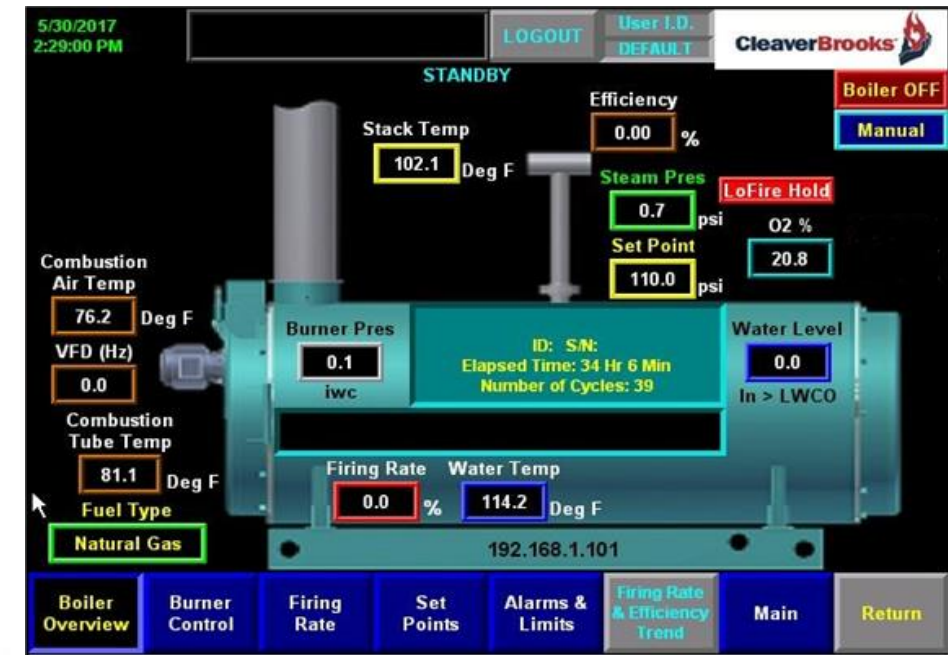 5/30/2017
2:29:00 PM
LOGOUT
User I.D.
DEFAULT
CleaverBrooks
STANDBY
Boiler OFF
Manual
Efficiency
0.00 %
Stack Temp
102.1 Deg F
Steam Pres
0.7 psi
LoFire Hold
Set Point
110.0 psi
O2 %
20.8
Combustion
Air Temp
76.2 Deg F
VFD (Hz)
0.0
Combustion
Tube Temp
81.1 Deg F
Fuel Type
Natural Gas
Burner Pres
0.1
iwc
ID: S/N:
Elapsed Time: 34 Hr 6 Min
Number of Cycles: 39
Water Level
0.0
In > LWCO
Firing Rate
0.0 %
Water Temp
114.2 Deg F
192.168.1.101
Boiler
Overview
Burner
Control
Firing
Rate
Set
Points
Alarms &
Limits
Firing Rate
& Efficiency
Trend
Main
Return